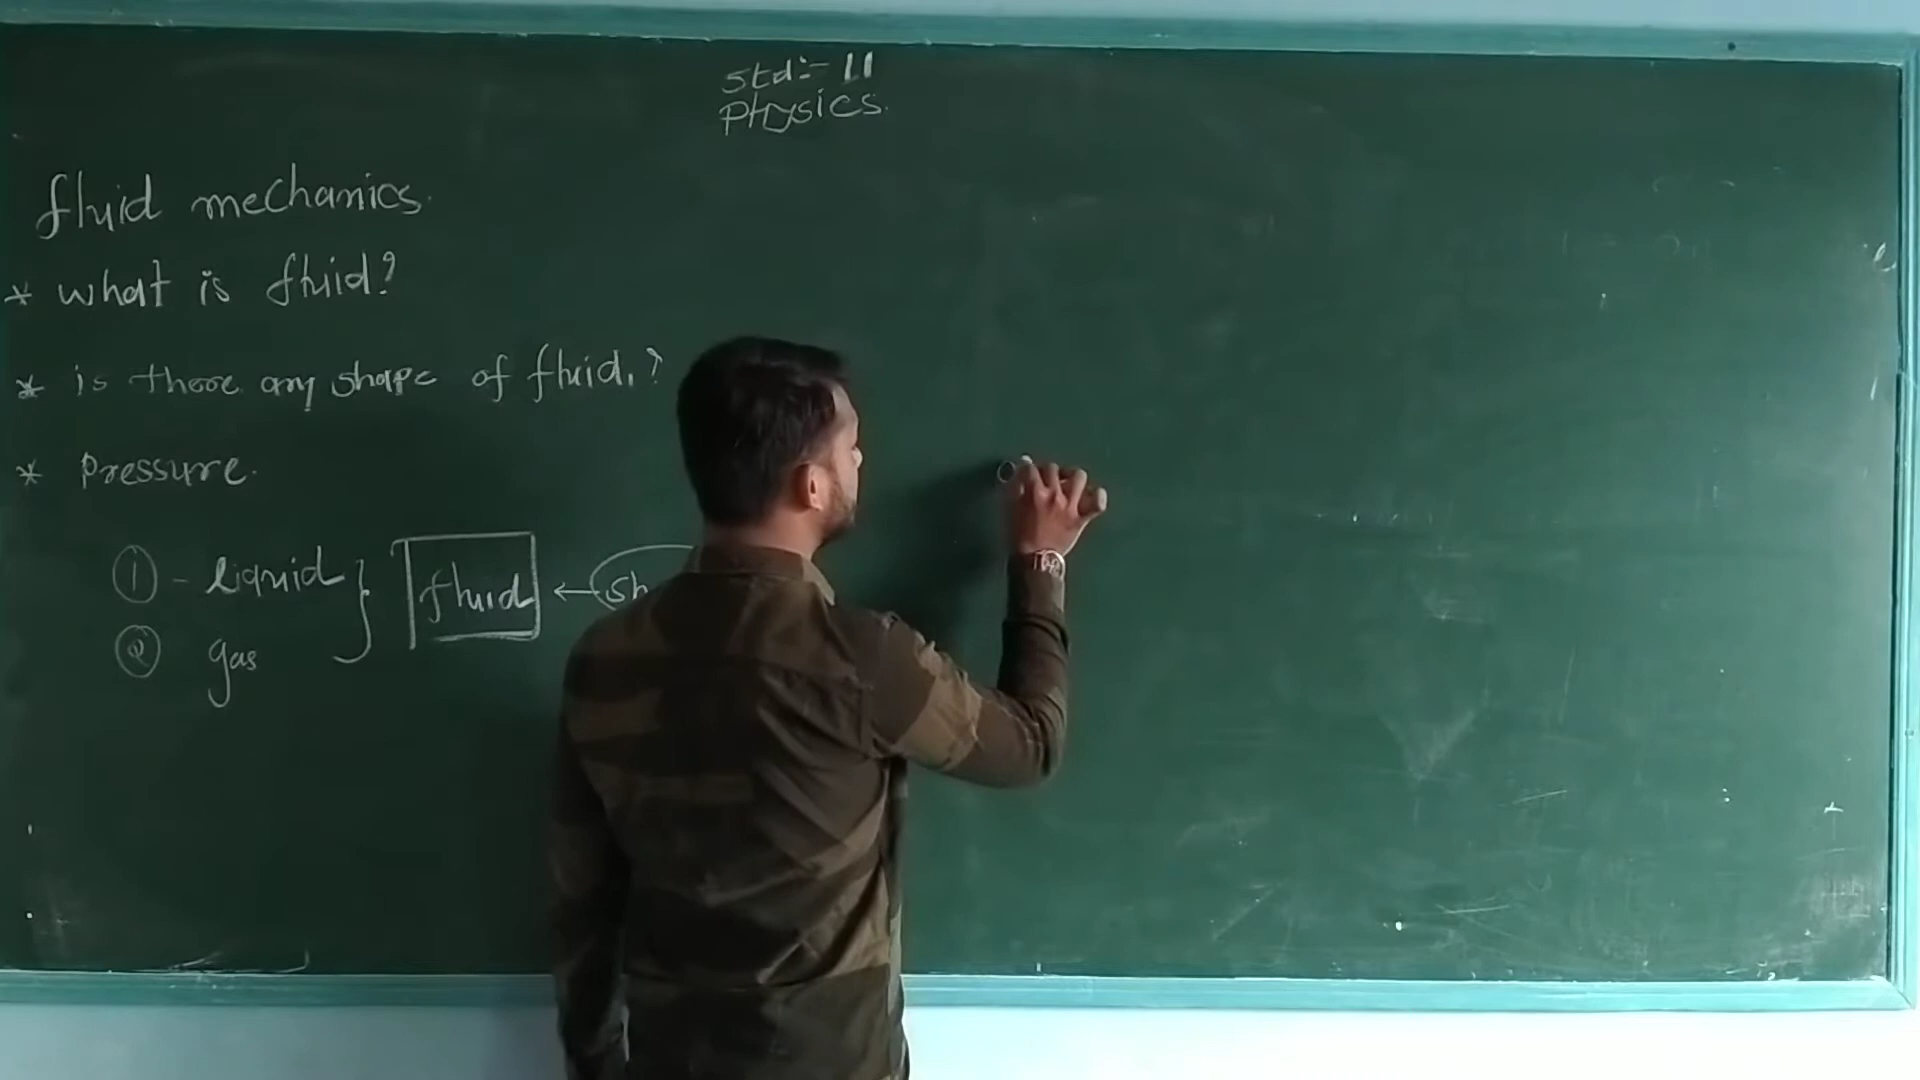 Std:- 11
Physics.
fluid mechanics.
* what is fluid?
* is there any shape of fluid.?
* Pressure.
① - liquid } fluid ← sh
② gas